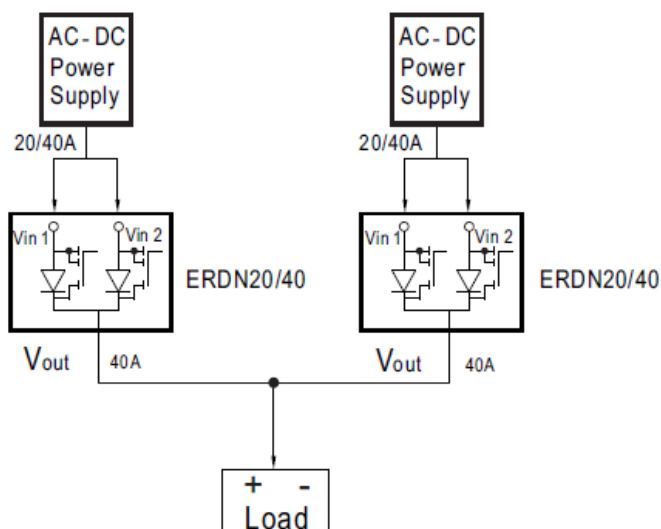 AC-DC
Power
Supply
AC-DC
Power
Supply
20/40A
20/40A
Vin 1
Vin 2
ERDN20/40
Vin 1
Vin 2
ERDN20/40
Vout
40A
Vout
40A
+ -
Load